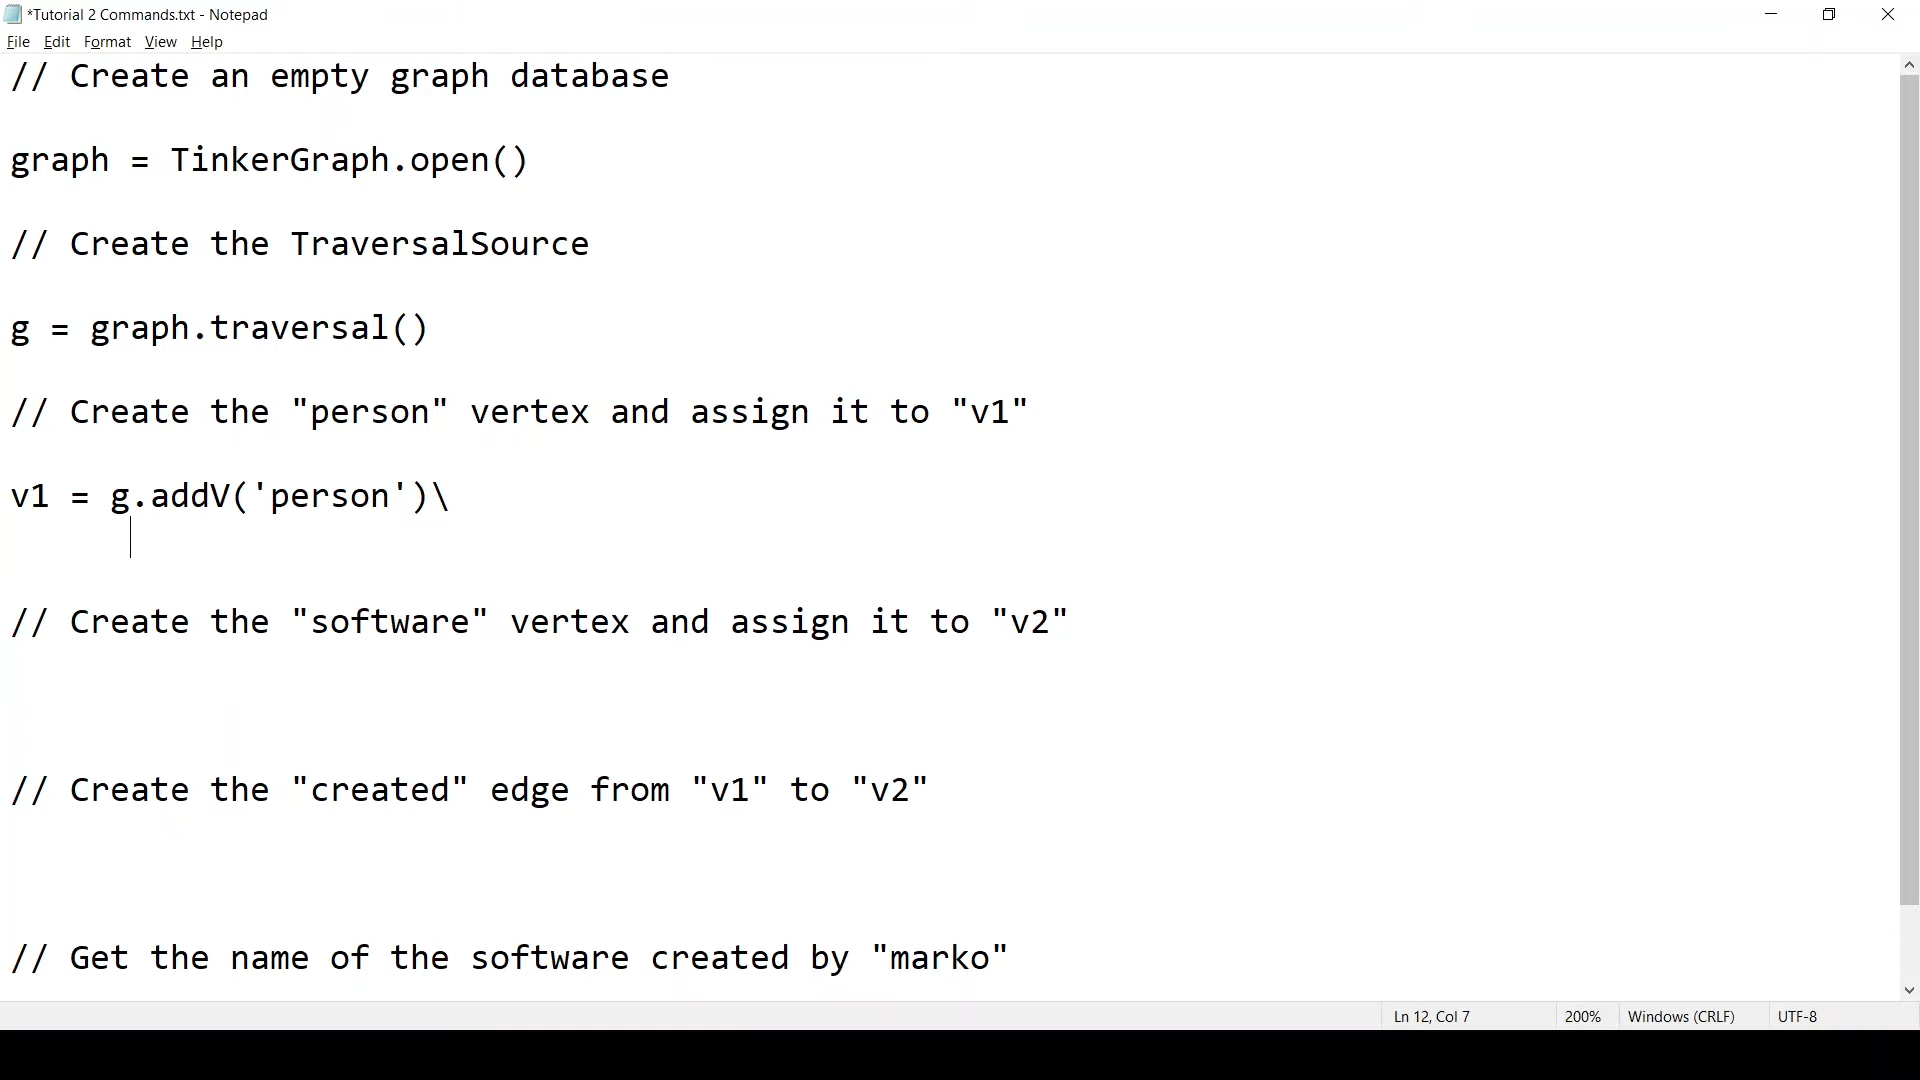 *Tutorial 2 Commands.txt - Notepad
File Edit Format View Help
// Create an empty graph database
graph = TinkerGraph.open()
// Create the TraversalSource
g = graph.traversal()
// Create the "person" vertex and assign it to "v1"
v1 = g.addV('person')\
// Create the "software" vertex and assign it to "v2"
// Create the "created" edge from "v1" to "v2"
// Get the name of the software created by "marko"
Ln 12, Col 7 200% Windows (CRLF) UTF-8